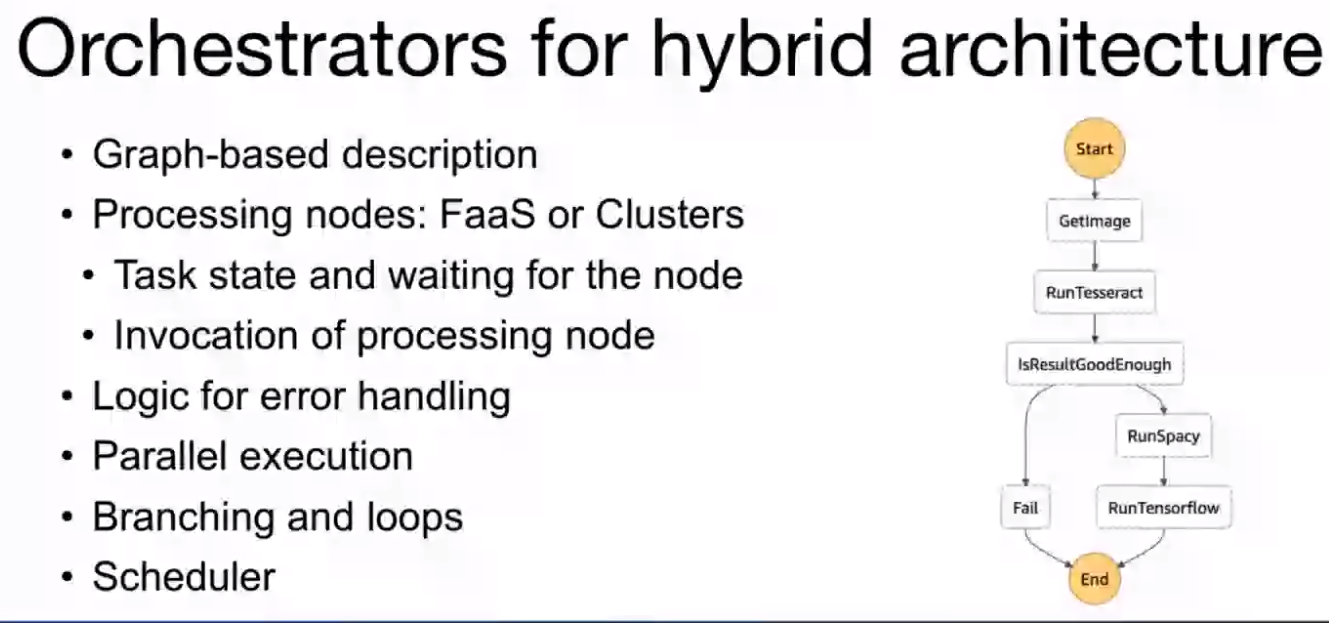 Orchestrators for hybrid architecture
• Graph-based description
• Processing nodes: FaaS or Clusters
• Task state and waiting for the node
• Invocation of processing node
• Logic for error handling
• Parallel execution
• Branching and loops
• Scheduler
Start
GetImage
RunTesseract
IsResultGoodEnough
RunSpacy
Fail
RunTensorflow
End